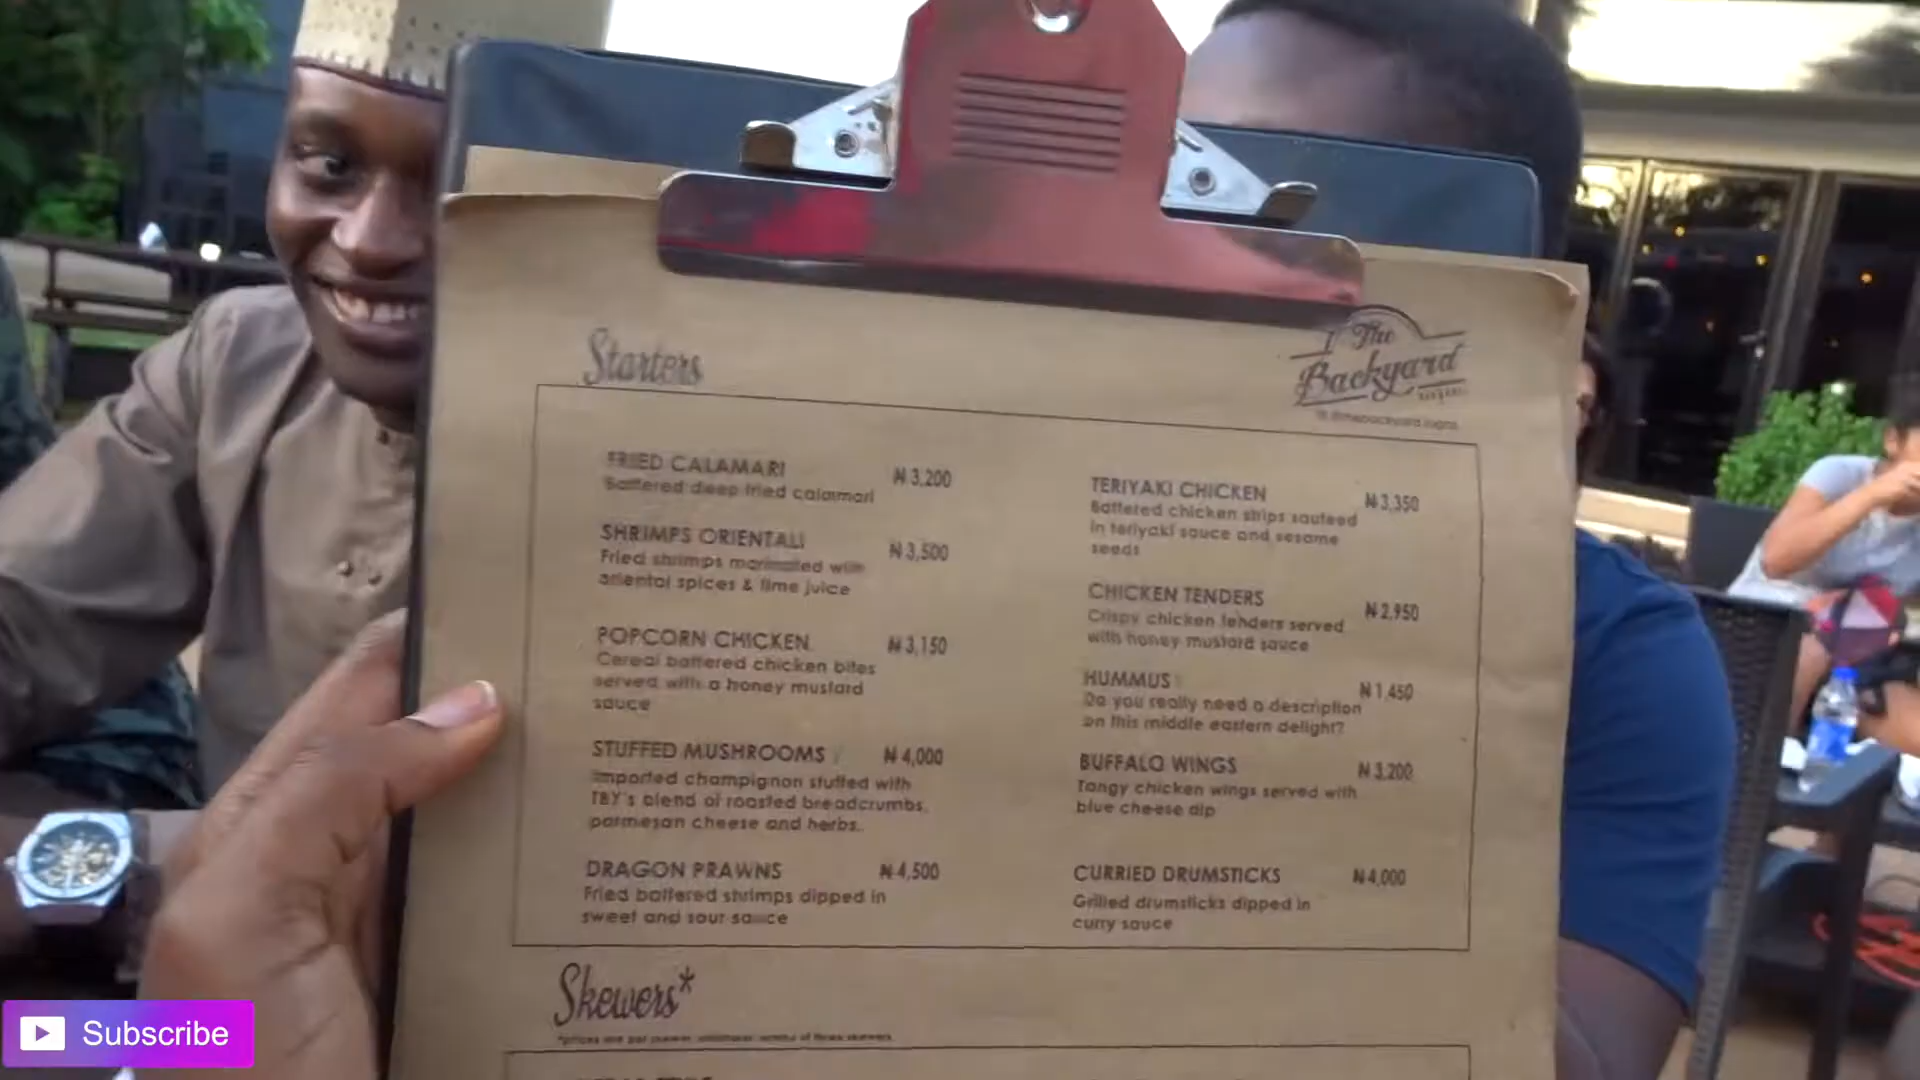 Starters
The
Backyard
FRIED CALAMARI ₦ 3,200
Battered deep fried calamari
SHRIMPS ORIENTALI ₦ 3,500
Fried shrimps marinated with
oriental spices & lime juice
POPCORN CHICKEN ₦ 3,150
Cereal battered chicken bites
served with a honey mustard
sauce
STUFFED MUSHROOMS ₦ 4,000
Imported champignon stuffed with
TBY's blend of roasted breadcrumbs,
parmesan cheese and herbs.
DRAGON PRAWNS ₦ 4,500
Fried battered shrimps dipped in
sweet and sour sauce
TERIYAKI CHICKEN ₦ 3,350
Battered chicken strips sauteed
in teriyaki sauce and sesame
seeds
CHICKEN TENDERS ₦ 2,950
Crispy chicken tenders served
with honey mustard sauce
HUMMUS ₦ 1,450
Do you really need a description
on this middle eastern delight?
BUFFALO WINGS ₦ 3,200
Tangy chicken wings served with
blue cheese dip
CURRIED DRUMSTICKS ₦ 4,000
Grilled drumsticks dipped in
curry sauce
Skewers*
Subscribe